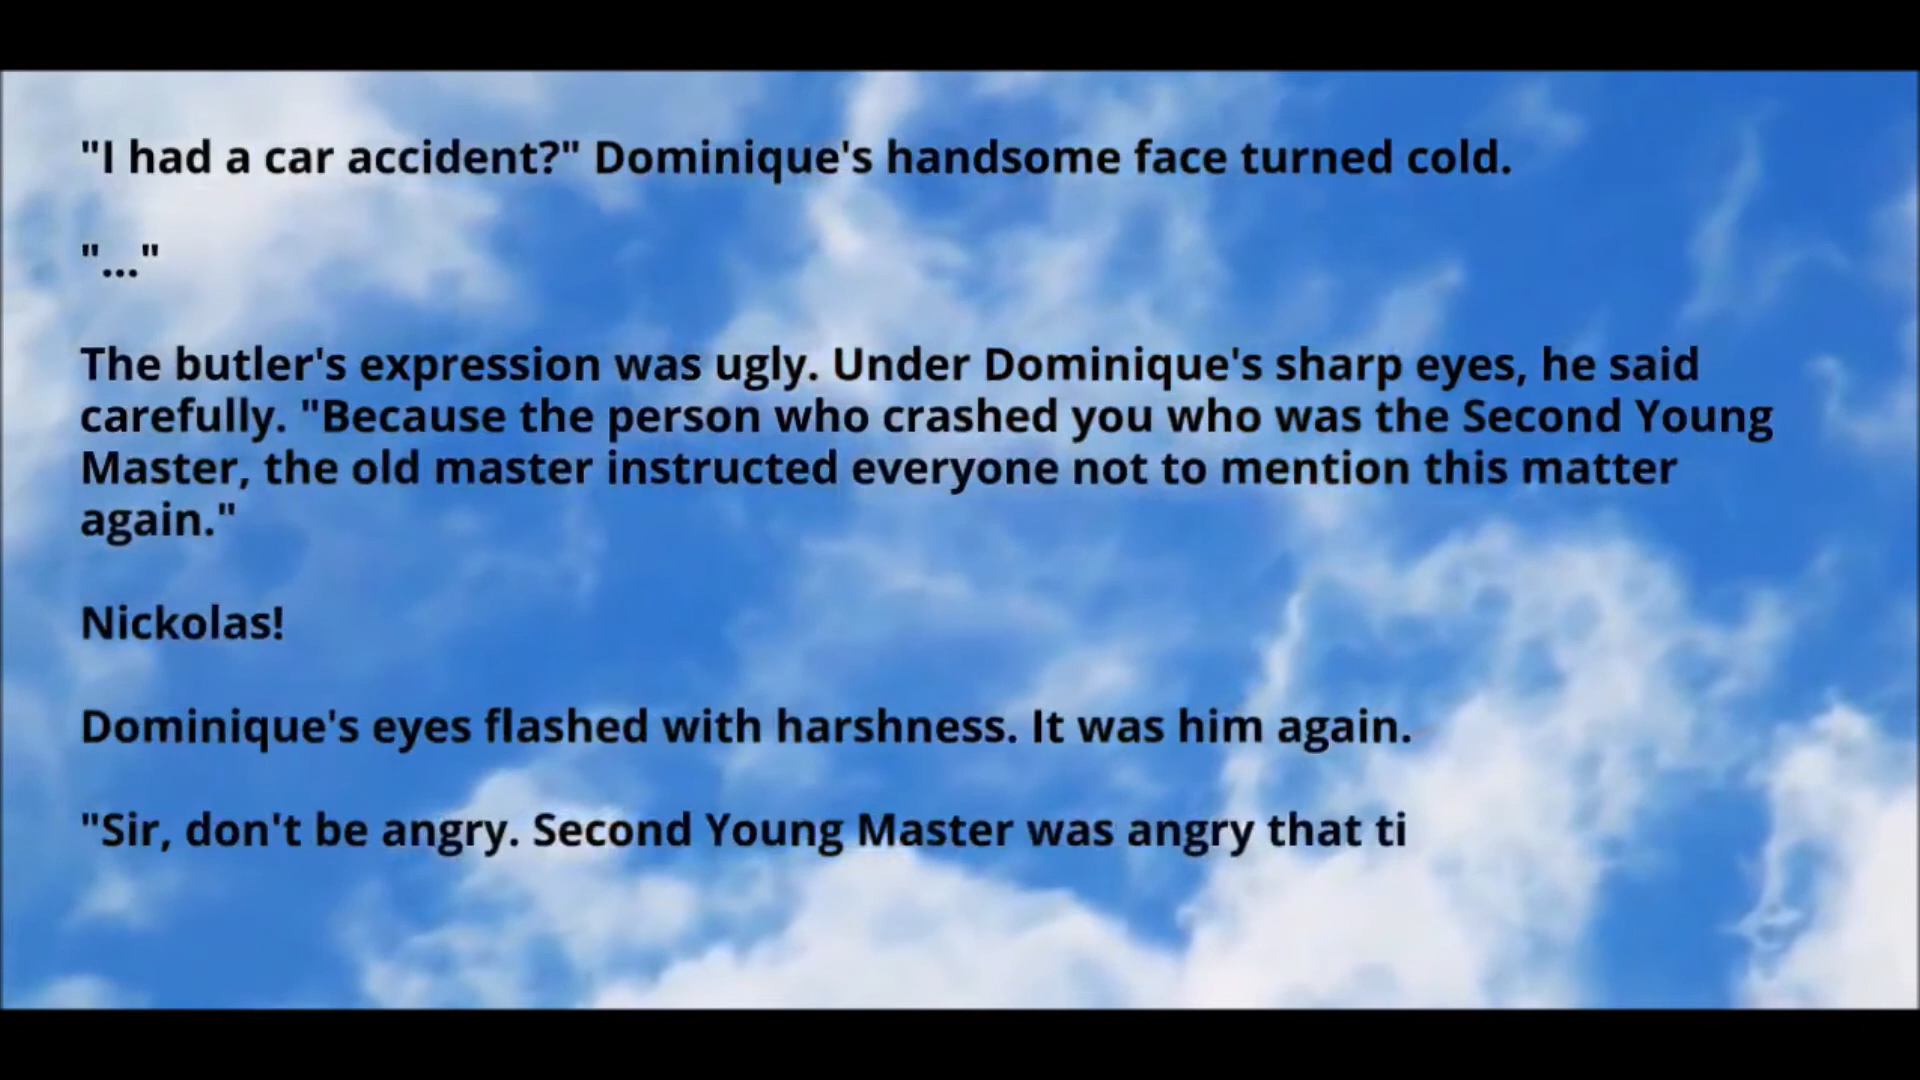 "I had a car accident?" Dominique's handsome face turned cold.
"..."
The butler's expression was ugly. Under Dominique's sharp eyes, he said
carefully. "Because the person who crashed you who was the Second Young
Master, the old master instructed everyone not to mention this matter
again."
Nickolas!
Dominique's eyes flashed with harshness. It was him again.
"Sir, don't be angry. Second Young Master was angry that ti